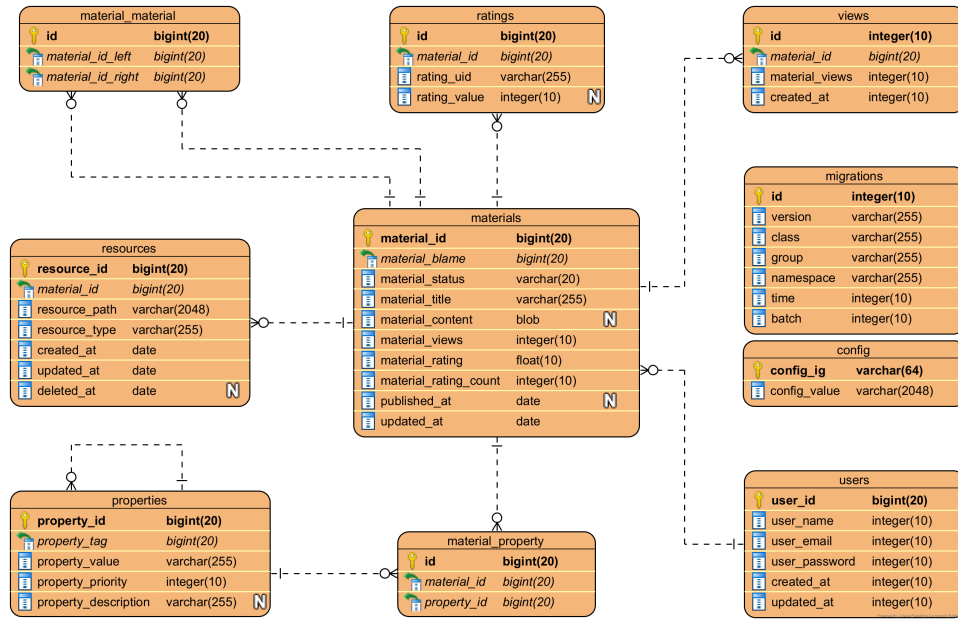 material_material
id bigint(20)
material_id_left bigint(20)
material_id_right bigint(20)
ratings
id bigint(20)
material_id bigint(20)
rating_uid varchar(255)
rating_value integer(10) N
views
id integer(10)
material_id bigint(20)
material_views integer(10)
created_at integer(10)
migrations
id integer(10)
version varchar(255)
class varchar(255)
group varchar(255)
namespace varchar(255)
time integer(10)
batch integer(10)
materials
material_id bigint(20)
material_blame bigint(20)
material_status varchar(20)
material_title varchar(255)
material_content blob N
material_views integer(10)
material_rating float(10)
material_rating_count integer(10)
published_at date N
updated_at date
resources
resource_id bigint(20)
material_id bigint(20)
resource_path varchar(2048)
resource_type varchar(255)
created_at date
updated_at date
deleted_at date N
config
config_ig varchar(64)
config_value varchar(2048)
properties
property_id bigint(20)
property_tag bigint(20)
property_value varchar(255)
property_priority integer(10)
property_description varchar(255) N
material_property
id bigint(20)
material_id bigint(20)
property_id bigint(20)
users
user_id bigint(20)
user_name integer(10)
user_email integer(10)
user_password integer(10)
created_at integer(10)
updated_at integer(10)